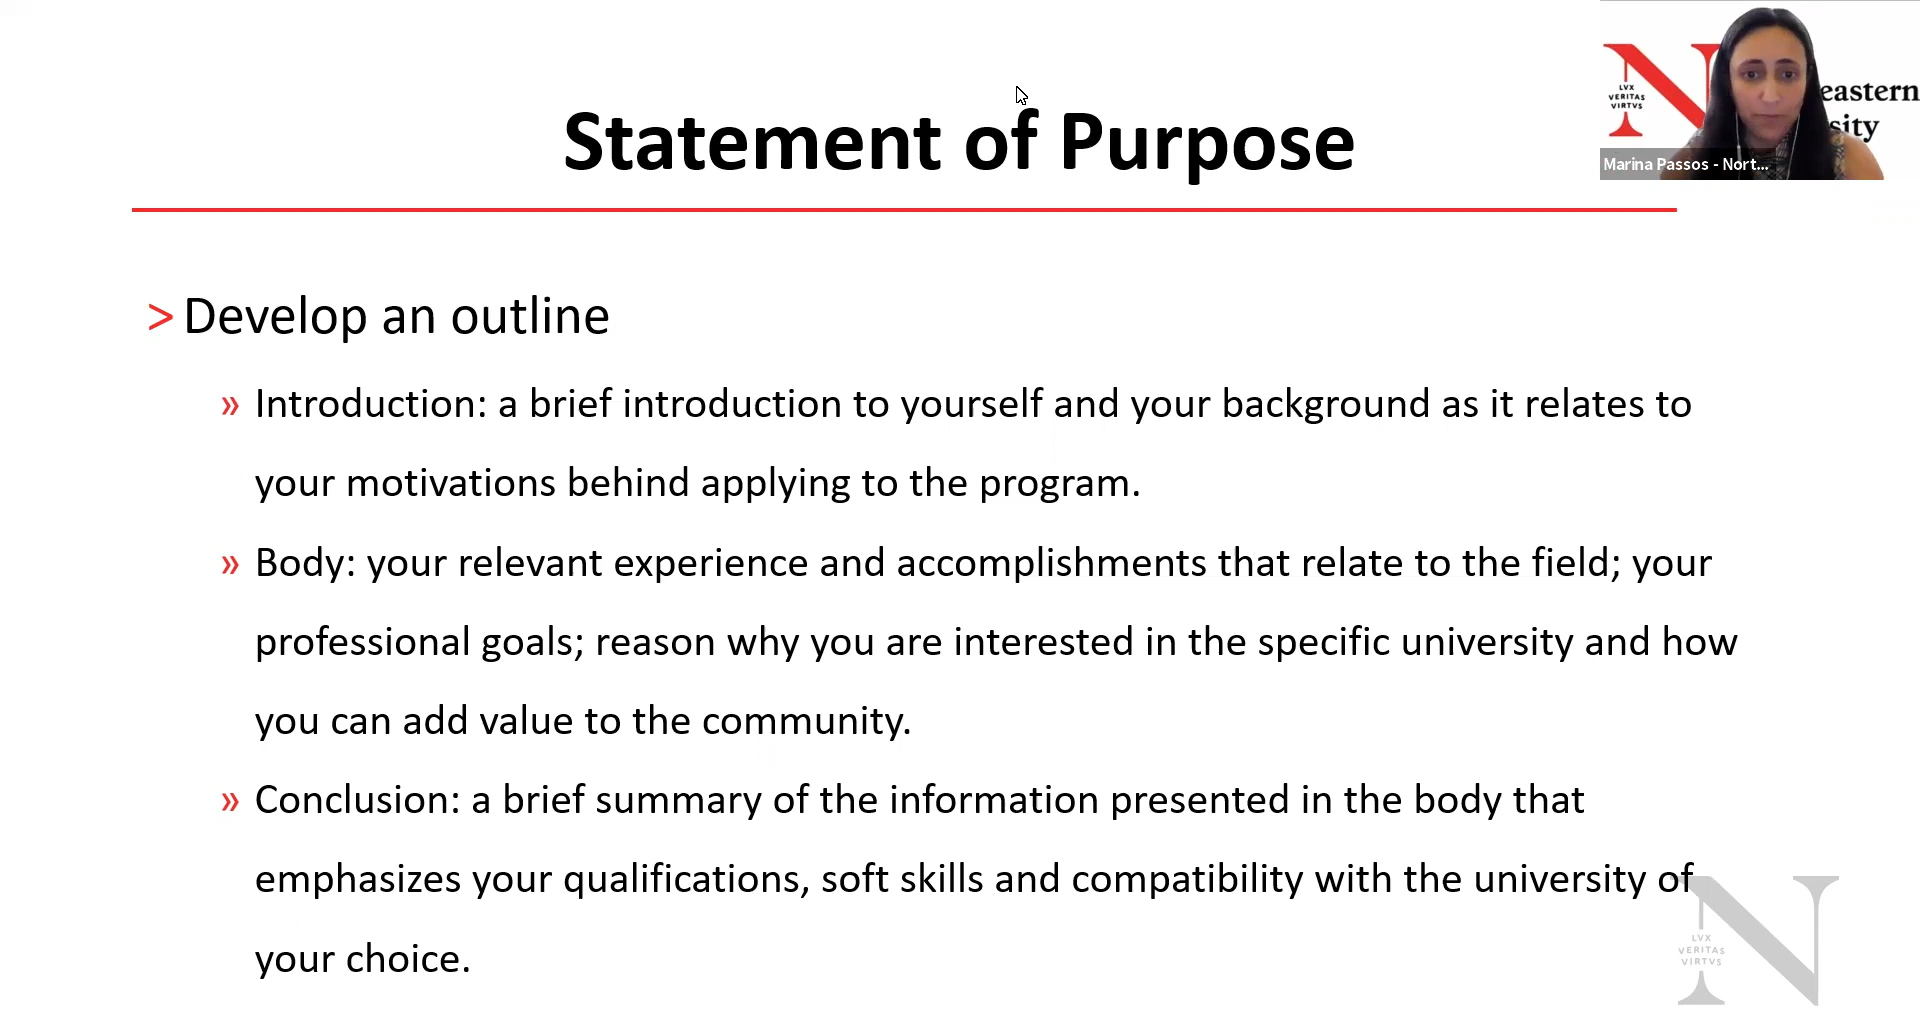 Statement of Purpose
LVX
VERITAS
VIRTVS
eastern
sity
Marina Passos - Nort...
> Develop an outline
» Introduction: a brief introduction to yourself and your background as it relates to
your motivations behind applying to the program.
» Body: your relevant experience and accomplishments that relate to the field; your
professional goals; reason why you are interested in the specific university and how
you can add value to the community.
» Conclusion: a brief summary of the information presented in the body that
emphasizes your qualifications, soft skills and compatibility with the university of
your choice.
N
LVX
VERITAS
VIRTVS